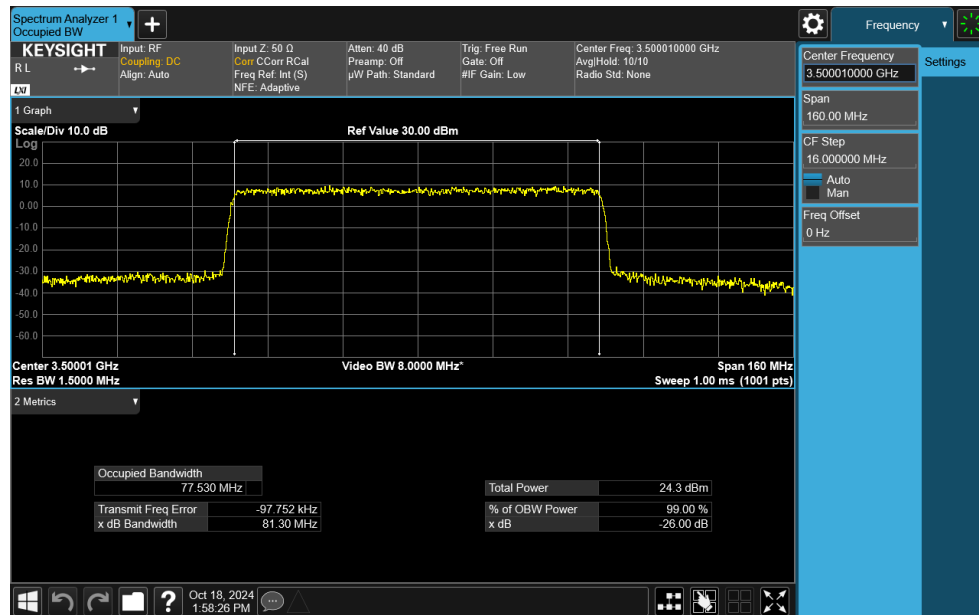 Spectrum Analyzer 1
Occupied BW
Frequency
KEYSIGHT
R L
LXI
Input: RF
Coupling: DC
Align: Auto
Input Z: 50 Ω
Corr CCorr RCal
Freq Ref: Int (S)
NFE: Adaptive
Atten: 40 dB
Preamp: Off
µW Path: Standard
Trig: Free Run
Gate: Off
#IF Gain: Low
Center Freq: 3.500010000 GHz
Avg|Hold: 10/10
Radio Std: None
Center Frequency
3.500010000 GHz
Settings
Span
160.00 MHz
CF Step
16.000000 MHz
Auto
Man
Freq Offset
0 Hz
1 Graph
Scale/Div 10.0 dB
Ref Value 30.00 dBm
Log
20.0
10.0
0.00
-10.0
-20.0
-30.0
-40.0
-50.0
-60.0
Center 3.50001 GHz
Video BW 8.0000 MHz*
Span 160 MHz
Res BW 1.5000 MHz
Sweep 1.00 ms (1001 pts)
2 Metrics
Occupied Bandwidth
77.530 MHz
Transmit Freq Error -97.752 kHz
x dB Bandwidth 81.30 MHz
Total Power 24.3 dBm
% of OBW Power 99.00 %
x dB -26.00 dB
?
Oct 18, 2024
1:58:26 PM